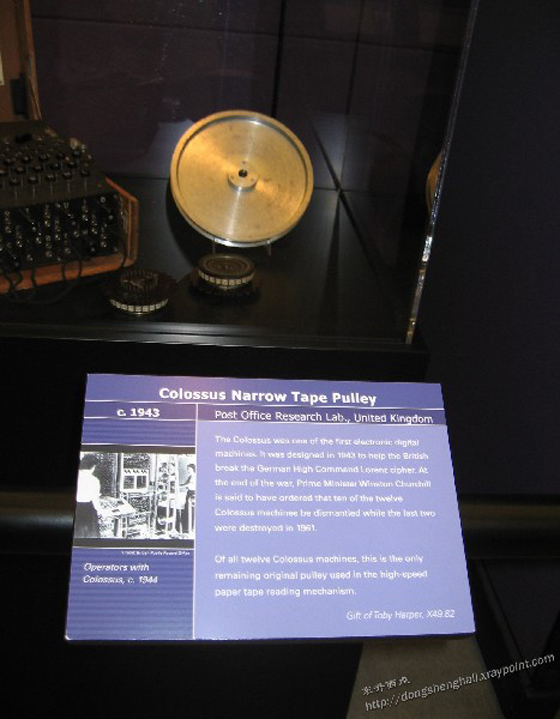 Colossus Narrow Tape Pulley
c. 1943
Post Office Research Lab., United Kingdom
The Colossus was one of the first electronic digital
machines. It was designed in 1943 to help the British
break the German High Command Lorenz cipher. At
the end of the war, Prime Minister Winston Churchill
is said to have ordered that ten of the twelve
Colossus machines be dismantled while the last two
were destroyed in 1961.
Of all twelve Colossus machines, this is the only
remaining original pulley used in the high-speed
paper tape reading mechanism.
Gift of Toby Harper, X49.82
British Public Record Office
Operators with
Colossus, c. 1944
http://dongshenghall.xraypoint.com